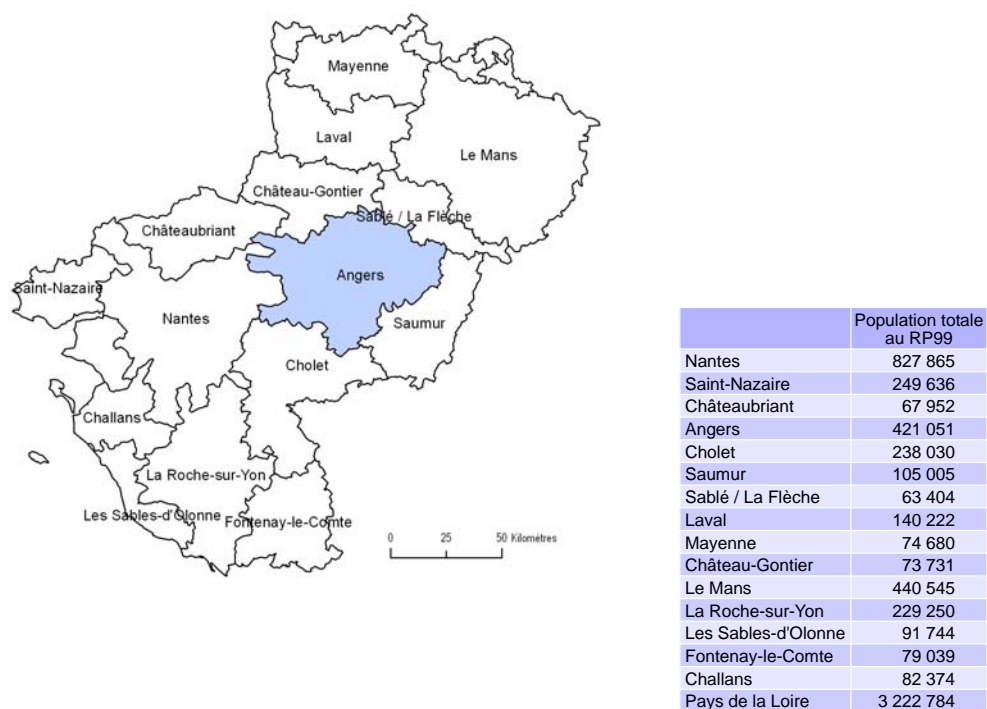 Mayenne
Laval
Le Mans
Château-Gontier
Sablé / La Flèche
Châteaubriant
Angers
Saint-Nazaire
Nantes
Saumur
Cholet
Challans
La Roche-sur-Yon
Les Sables-d'Olonne
Fontenay-le-Comte
0 25 50 Kilomètres
Population totale
au RP99
Nantes 827 865
Saint-Nazaire 249 636
Châteaubriant 67 952
Angers 421 051
Cholet 238 030
Saumur 105 005
Sablé / La Flèche 63 404
Laval 140 222
Mayenne 74 680
Château-Gontier 73 731
Le Mans 440 545
La Roche-sur-Yon 229 250
Les Sables-d'Olonne 91 744
Fontenay-le-Comte 79 039
Challans 82 374
Pays de la Loire 3 222 784